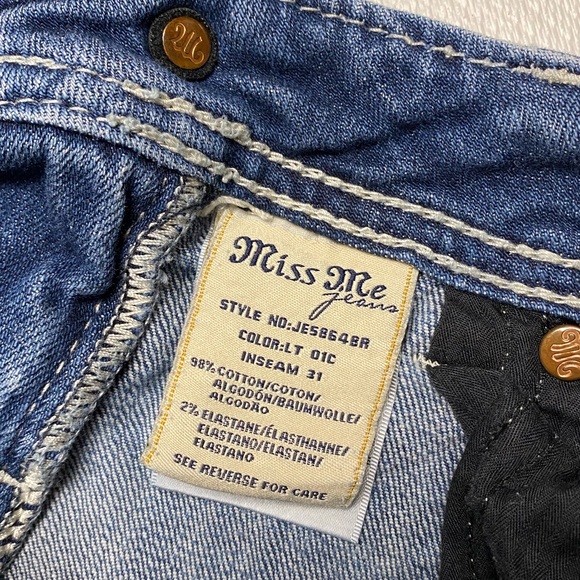 Miss Me
jeans
STYLE NO:JE5864BR
COLOR:LT 01C
INSEAM 31
98% COTTON/COTON/
ALGODÓN/BAUMWOLLE/
ALGODÃO
2% ELASTANE/ÉLASTHANNE/
ELASTANO/ELASTAN/
ELASTANO
SEE REVERSE FOR CARE